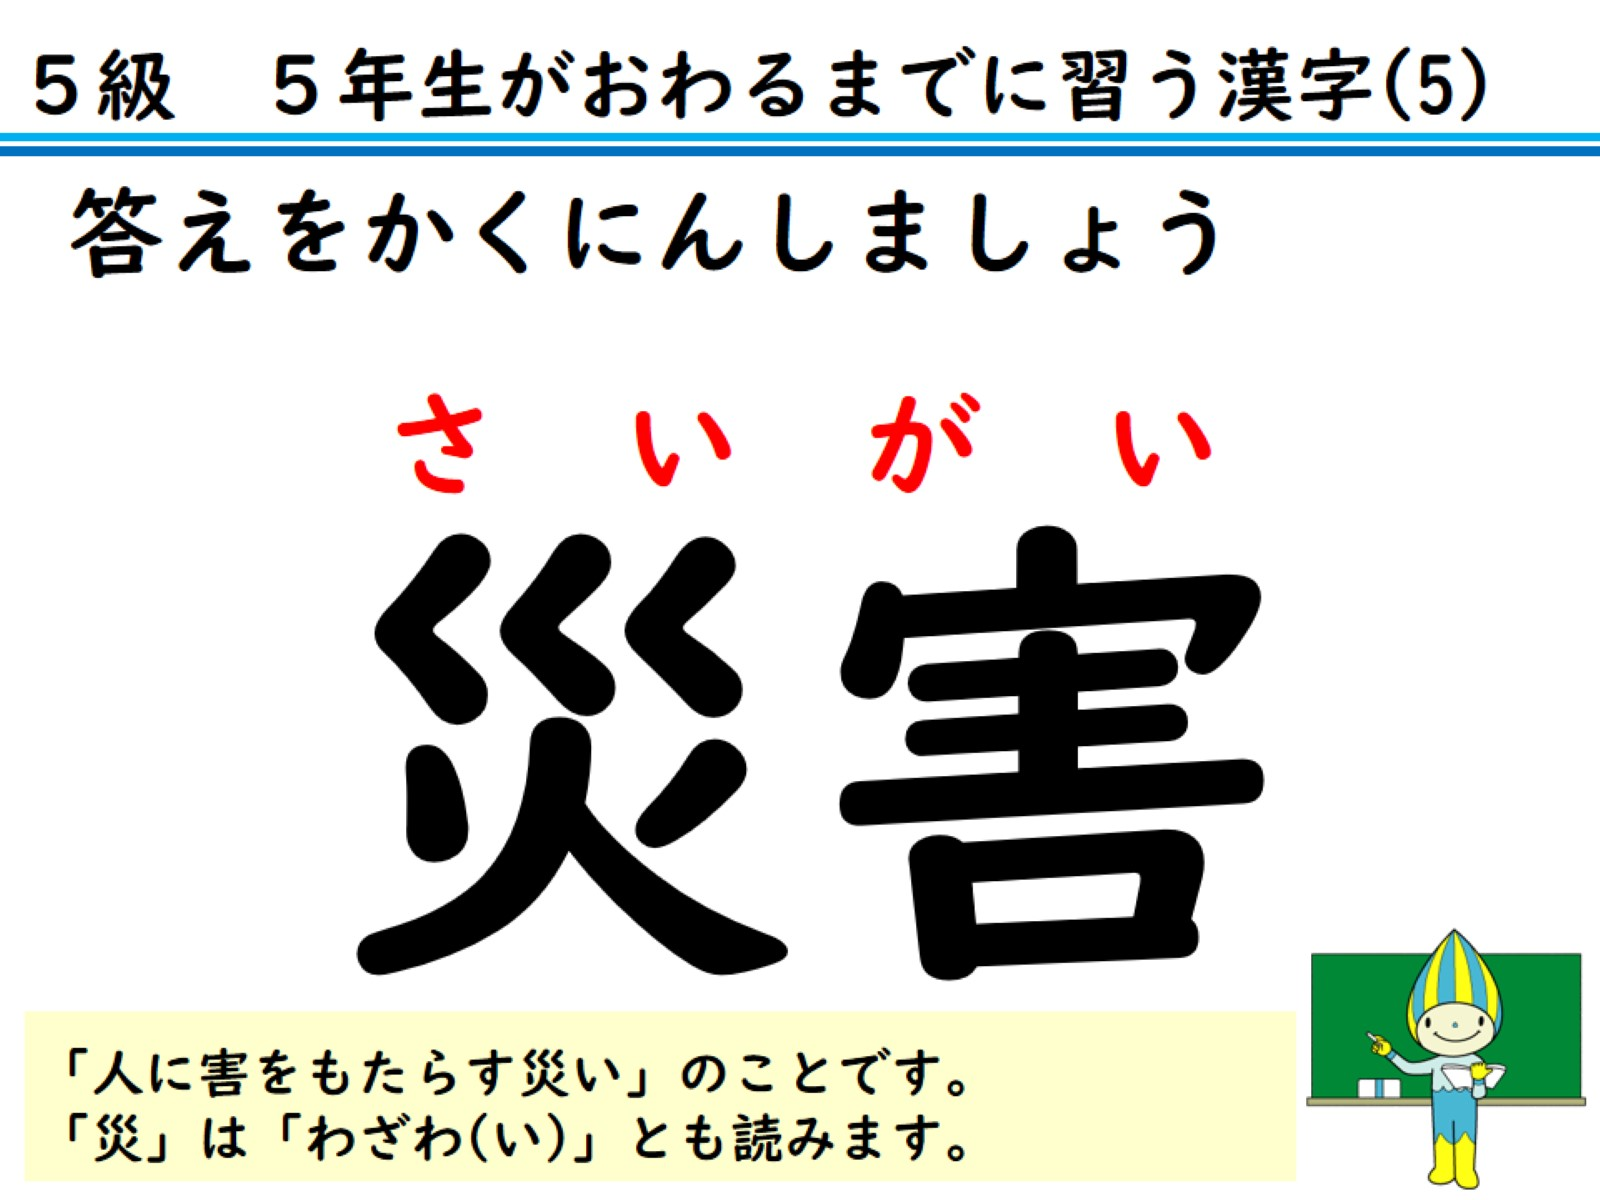 ５級　５年生がおわるまでに習う漢字(5)
答えをかくにんしましょう
さいがい
災害
「人に害をもたらす災い」のことです。
「災」は「わざわ(い)」とも読みます。